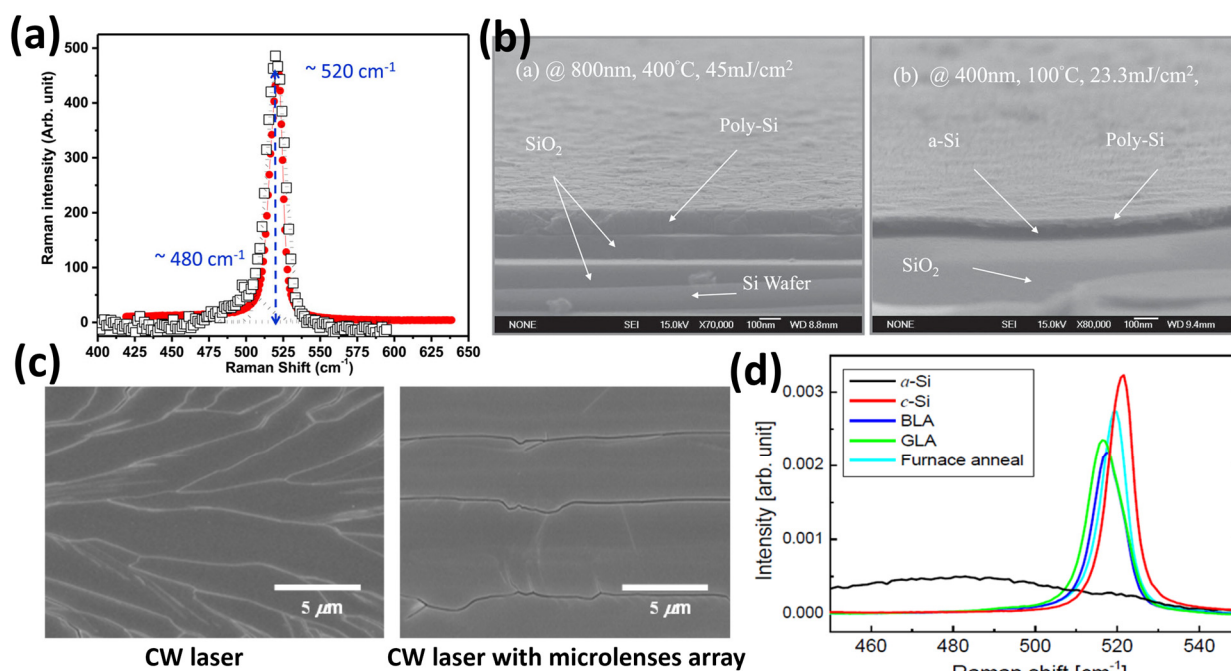 (a)
Raman intensity (Arb. unit)
500
400
300
200
100
0
~ 520 cm⁻¹
~ 480 cm⁻¹
400 425 450 475 500 525 550 575 600 625 650
Raman Shift (cm⁻¹)
(b)
(a) @ 800nm, 400°C, 45mJ/cm²
Poly-Si
SiO₂
Si Wafer
NONE SEI 15.0kV X70,000 100nm WD 8.8mm
(b) @ 400nm, 100°C, 23.3mJ/cm²,
a-Si
Poly-Si
SiO₂
NONE SEI 15.0kV X80,000 100nm WD 9.4mm
(c)
5 μm
5 μm
CW laser
CW laser with microlenses array
(d)
a-Si
c-Si
BLA
GLA
Furnace anneal
Intensity [arb. unit]
0.003
0.002
0.001
0.000
460 480 500 520 540
Raman shift [cm⁻¹]